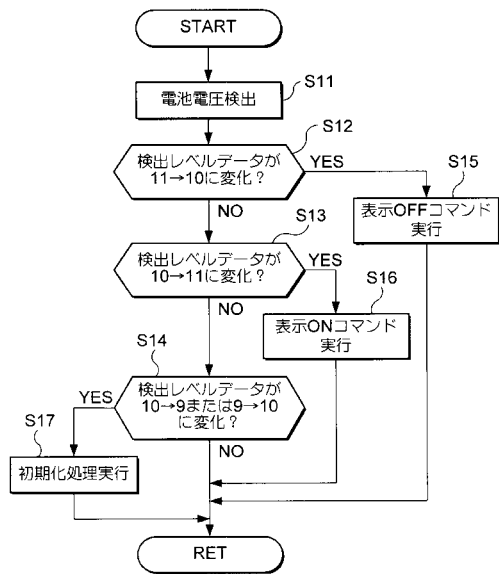 START
S11
電池電圧検出
S12
検出レベルデータが
11→10に変化？
YES
NO
S15
表示OFFコマンド
実行
S13
検出レベルデータが
10→11に変化？
YES
NO
S16
表示ONコマンド
実行
S14
検出レベルデータが
10→9または9→10
に変化？
YES
NO
S17
初期化処理実行
RET